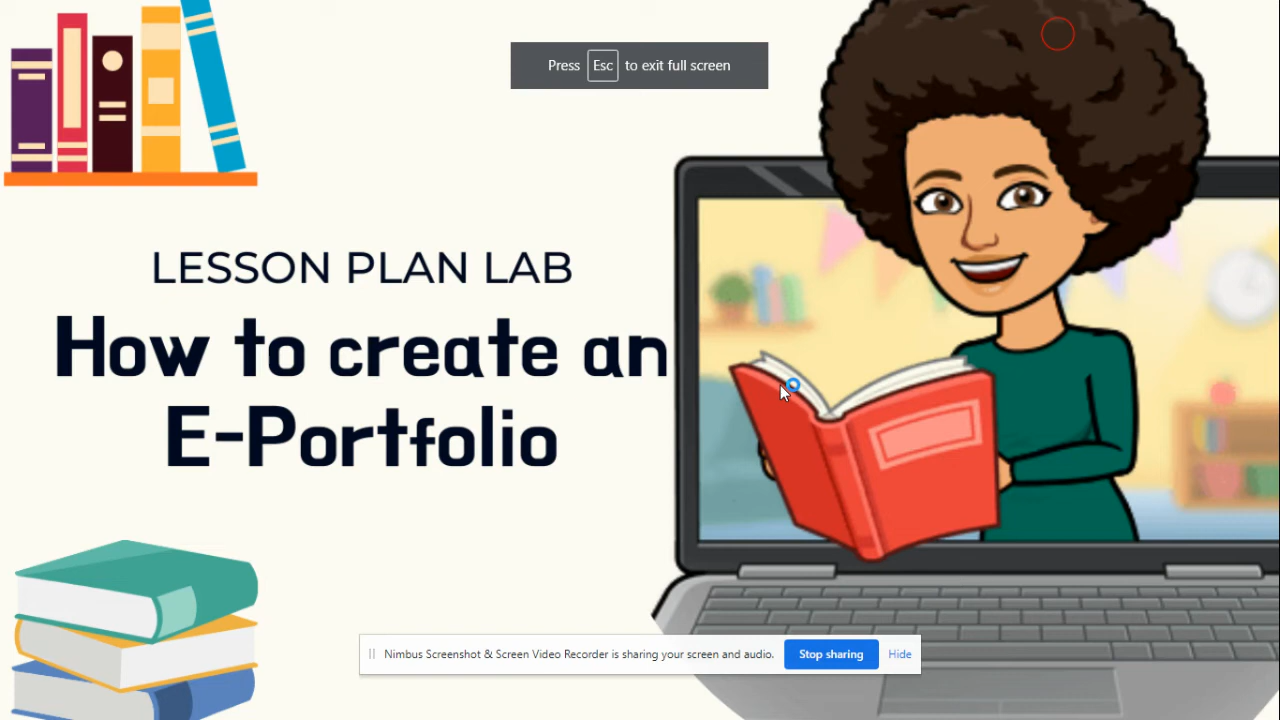 Press Esc to exit full screen
LESSON PLAN LAB
How to create an
E-Portfolio
Nimbus Screenshot & Screen Video Recorder is sharing your screen and audio. Stop sharing Hide